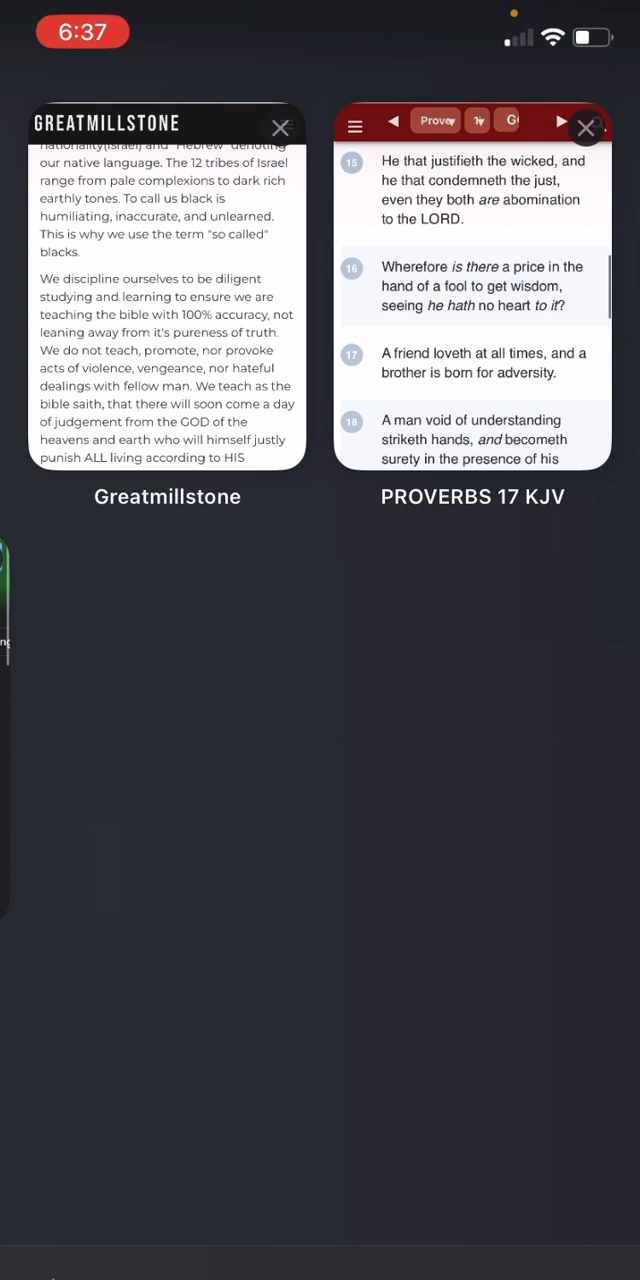 6:37
GREATMILLSTONE
nationality(Israel) and "Hebrew" denoting
our native language. The 12 tribes of Israel
range from pale complexions to dark rich
earthly tones. To call us black is
humiliating, inaccurate, and unlearned.
This is why we use the term "so called"
blacks.
We discipline ourselves to be diligent
studying and learning to ensure we are
teaching the bible with 100% accuracy, not
leaning away from it's pureness of truth.
We do not teach, promote, nor provoke
acts of violence, vengeance, nor hateful
dealings with fellow man. We teach as the
bible saith, that there will soon come a day
of judgement from the GOD of the
heavens and earth who will himself justly
punish ALL living according to HIS
Greatmillstone
Prove
15 He that justifieth the wicked, and
he that condemneth the just,
even they both are abomination
to the LORD.
16 Wherefore is there a price in the
hand of a fool to get wisdom,
seeing he hath no heart to it?
17 A friend loveth at all times, and a
brother is born for adversity.
18 A man void of understanding
striketh hands, and becometh
surety in the presence of his
PROVERBS 17 KJV